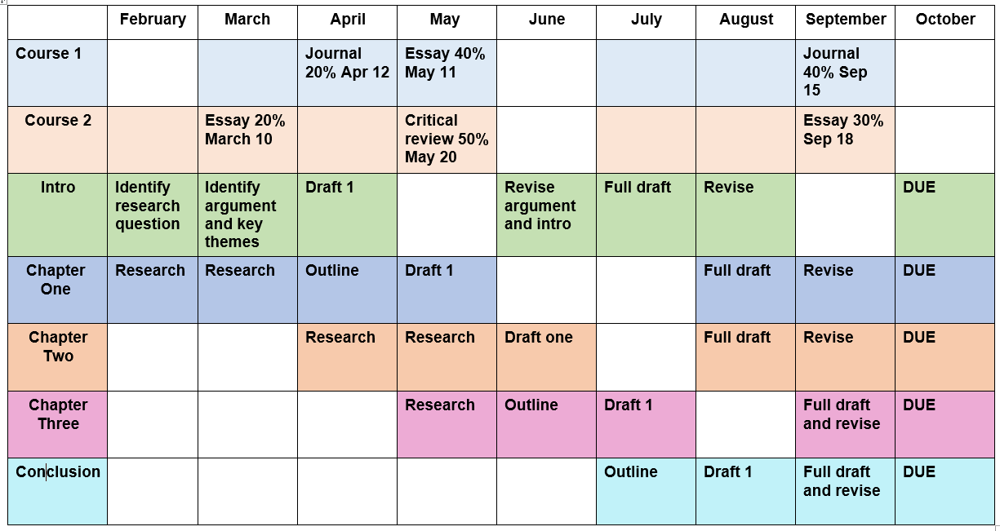 February March April May June July August September October
Course 1 Journal Essay 40% Journal
20% Apr 12 May 11 40% Sep
15
Course 2 Essay 20% Critical Essay 30%
March 10 review 50% Sep 18
May 20
Intro Identify Identify Draft 1 Revise Full draft Revise DUE
research argument argument
question and key and intro
themes
Chapter Research Research Outline Draft 1 Full draft Revise DUE
One
Chapter Research Research Draft one Full draft Revise DUE
Two
Chapter Research Outline Draft 1 Full draft DUE
Three and revise
Conclusion Outline Draft 1 Full draft DUE
and revise